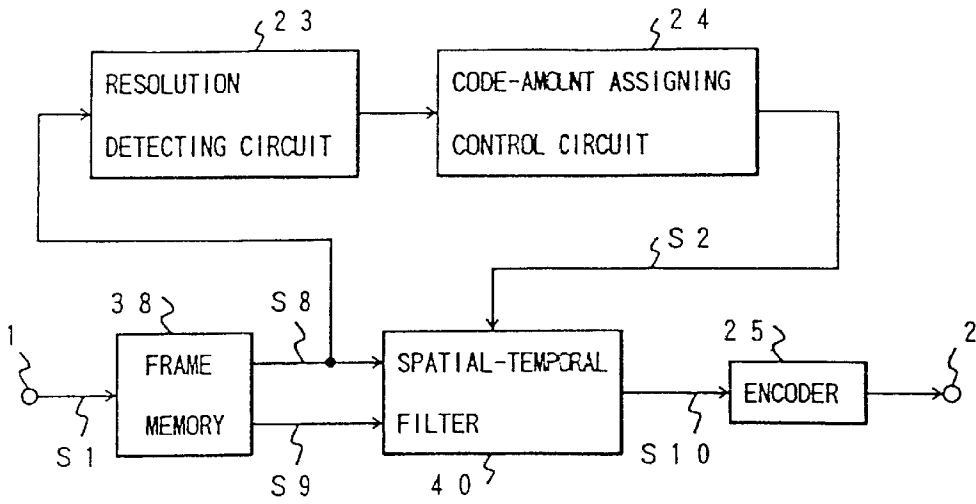 23
24
RESOLUTION
DETECTING CIRCUIT
CODE-AMOUNT ASSIGNING
CONTROL CIRCUIT
S2
38
S8
25
1
2
FRAME
MEMORY
SPATIAL-TEMPORAL
FILTER
ENCODER
S1
S9
40
S10